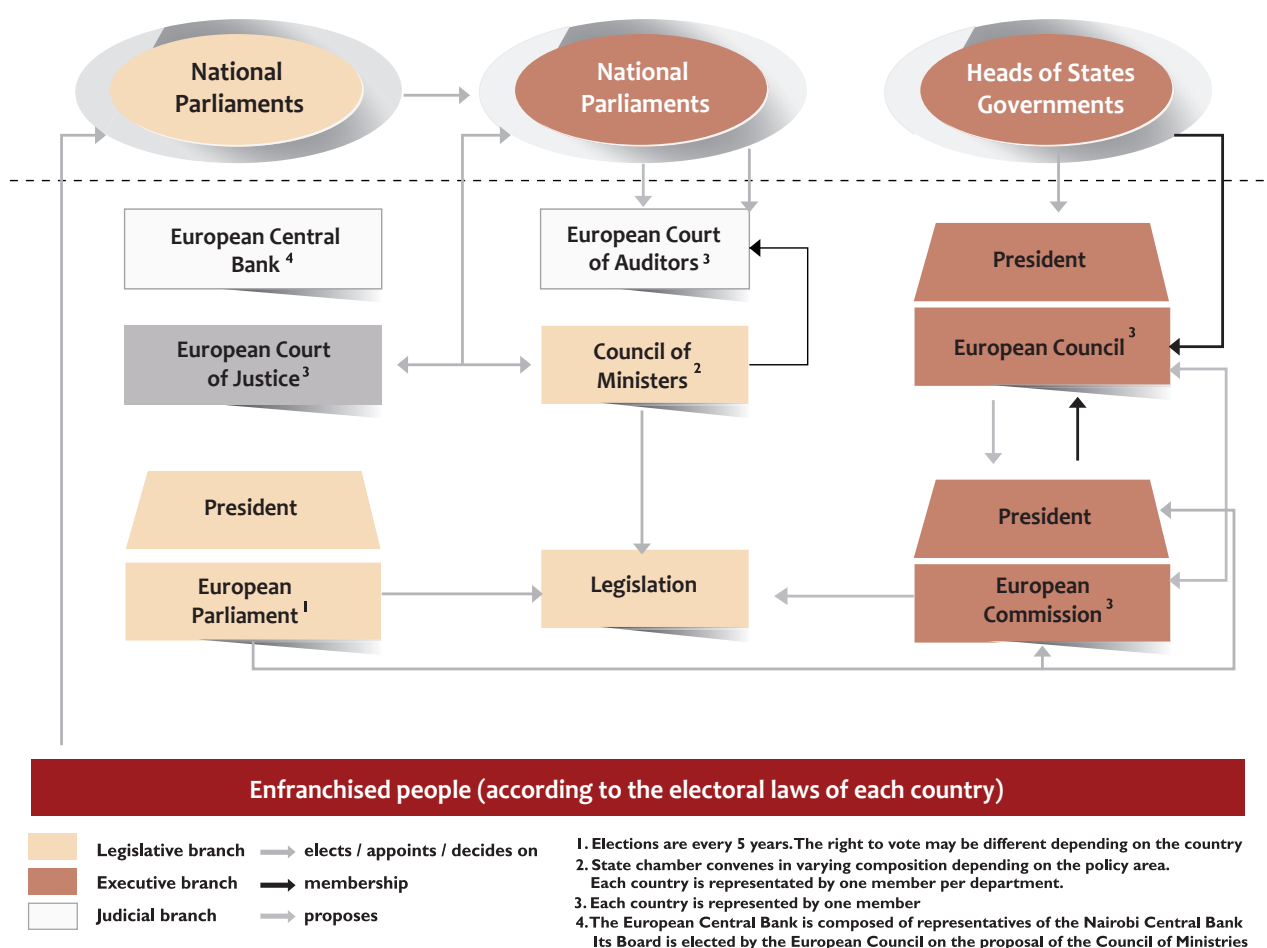 National
Parliaments
National
Parliaments
Heads of States
Governments
European Central
Bank 4
European Court
of Auditors 3
President
European Council 3
European Court
of Justice 3
Council of
Ministers 2
President
President
European
Parliament 1
Legislation
European
Commission 3
Enfranchised people (according to the electoral laws of each country)
Legislative branch
elects / appoints / decides on
Executive branch
membership
Judicial branch
proposes
1. Elections are every 5 years. The right to vote may be different depending on the country
2. State chamber convenes in varying composition depending on the policy area.
Each country is representated by one member per department.
3. Each country is represented by one member
4. The European Central Bank is composed of representatives of the Nairobi Central Bank
Its Board is elected by the European Council on the proposal of the Council of Ministries